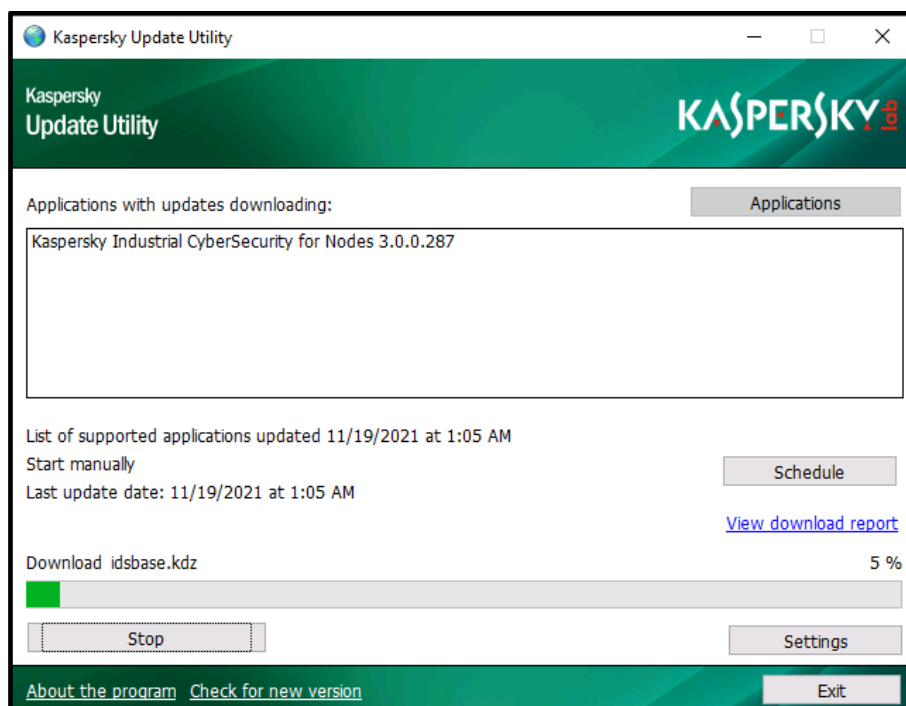 Kaspersky Update Utility
Kaspersky
Update Utility
KASPERSKY lab
Applications with updates downloading:
Applications
Kaspersky Industrial CyberSecurity for Nodes 3.0.0.287
List of supported applications updated 11/19/2021 at 1:05 AM
Start manually
Schedule
Last update date: 11/19/2021 at 1:05 AM
View download report
Download idsbase.kdz
5 %
Stop
Settings
About the program Check for new version
Exit